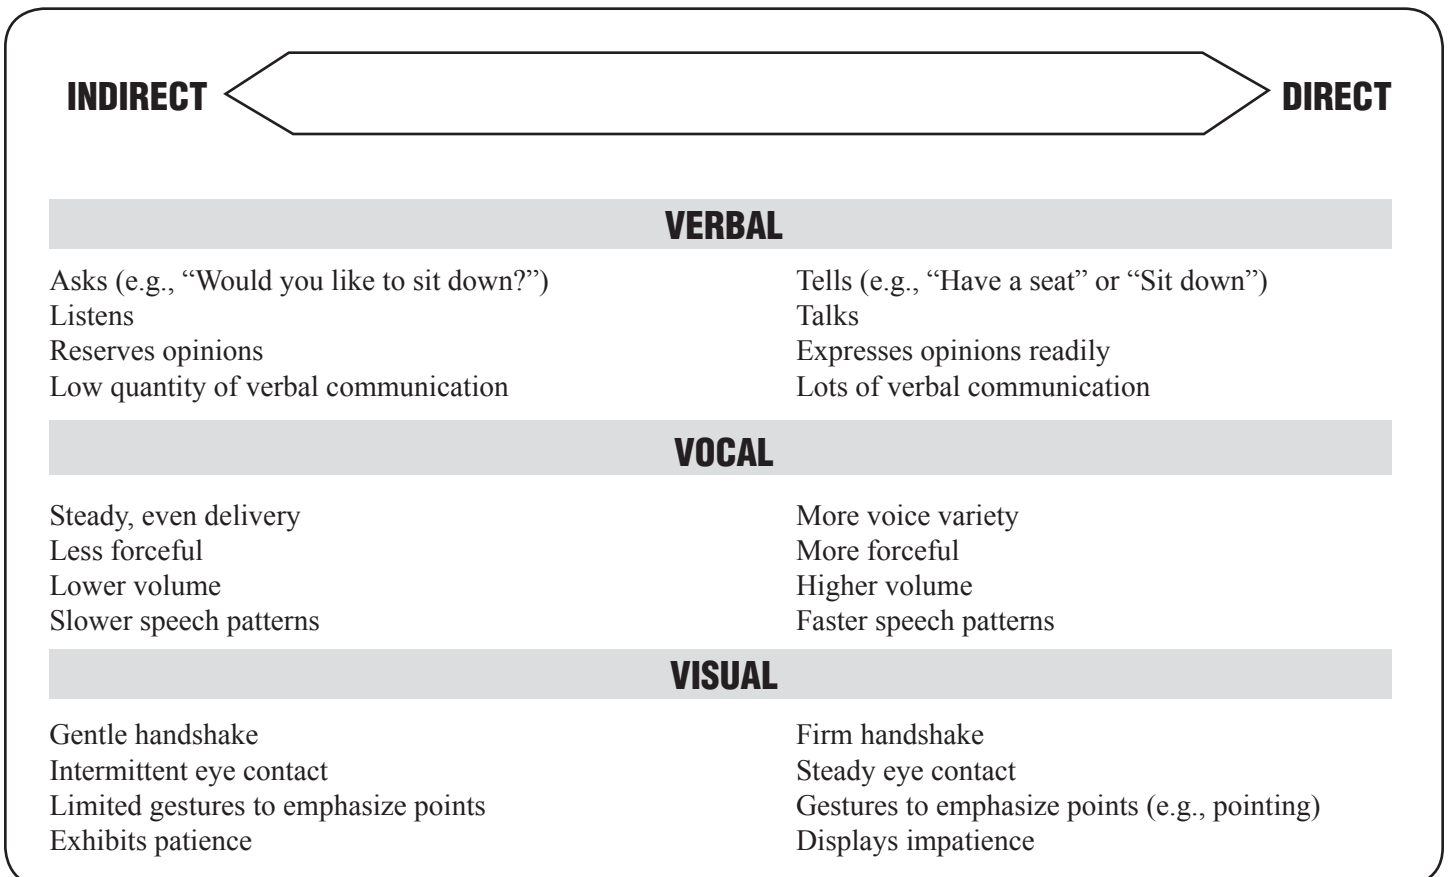 INDIRECT DIRECT
VERBAL
Asks (e.g., “Would you like to sit down?”) Tells (e.g., “Have a seat” or “Sit down”)
Listens Talks
Reserves opinions Expresses opinions readily
Low quantity of verbal communication Lots of verbal communication
VOCAL
Steady, even delivery More voice variety
Less forceful More forceful
Lower volume Higher volume
Slower speech patterns Faster speech patterns
VISUAL
Gentle handshake Firm handshake
Intermittent eye contact Steady eye contact
Limited gestures to emphasize points Gestures to emphasize points (e.g., pointing)
Exhibits patience Displays impatience